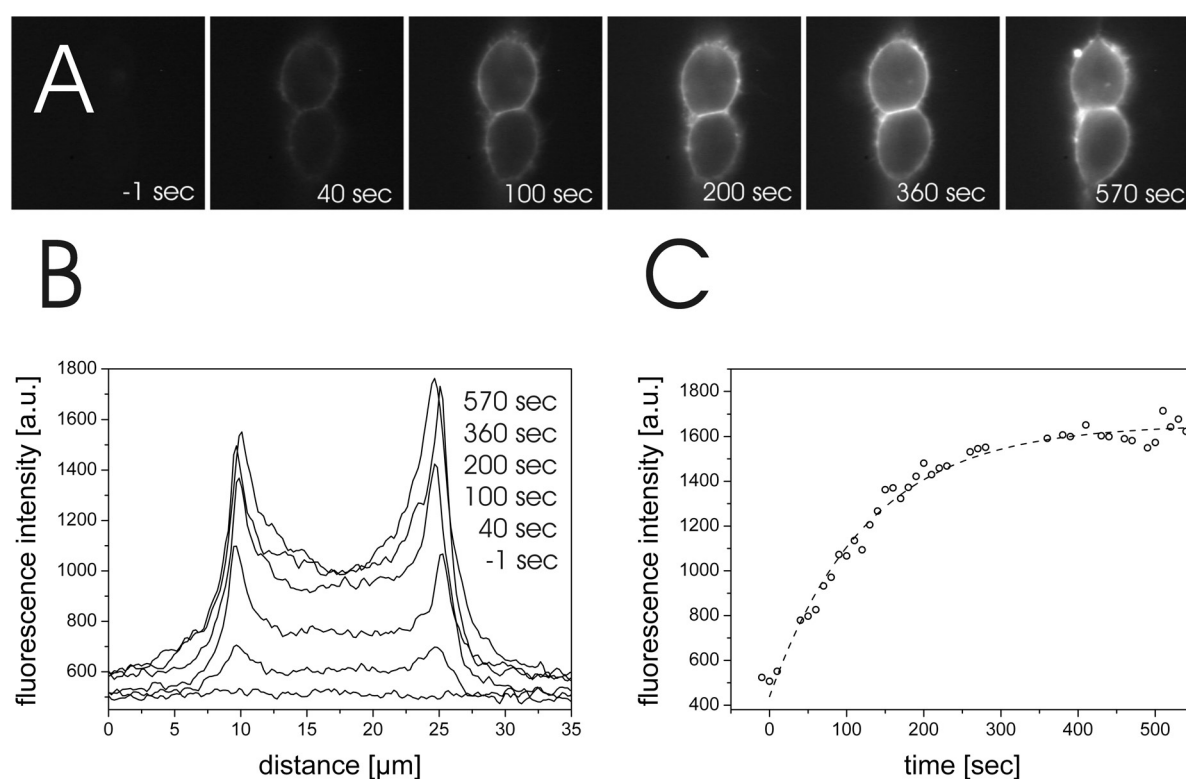 A
-1 sec
40 sec
100 sec
200 sec
360 sec
570 sec
B
C
fluorescence intensity [a.u.]
1800
1600
1400
1200
1000
800
600
570 sec
360 sec
200 sec
100 sec
40 sec
-1 sec
0 5 10 15 20 25 30 35
distance [µm]
fluorescence intensity [a.u.]
1800
1600
1400
1200
1000
800
600
400
0 100 200 300 400 500
time [sec]